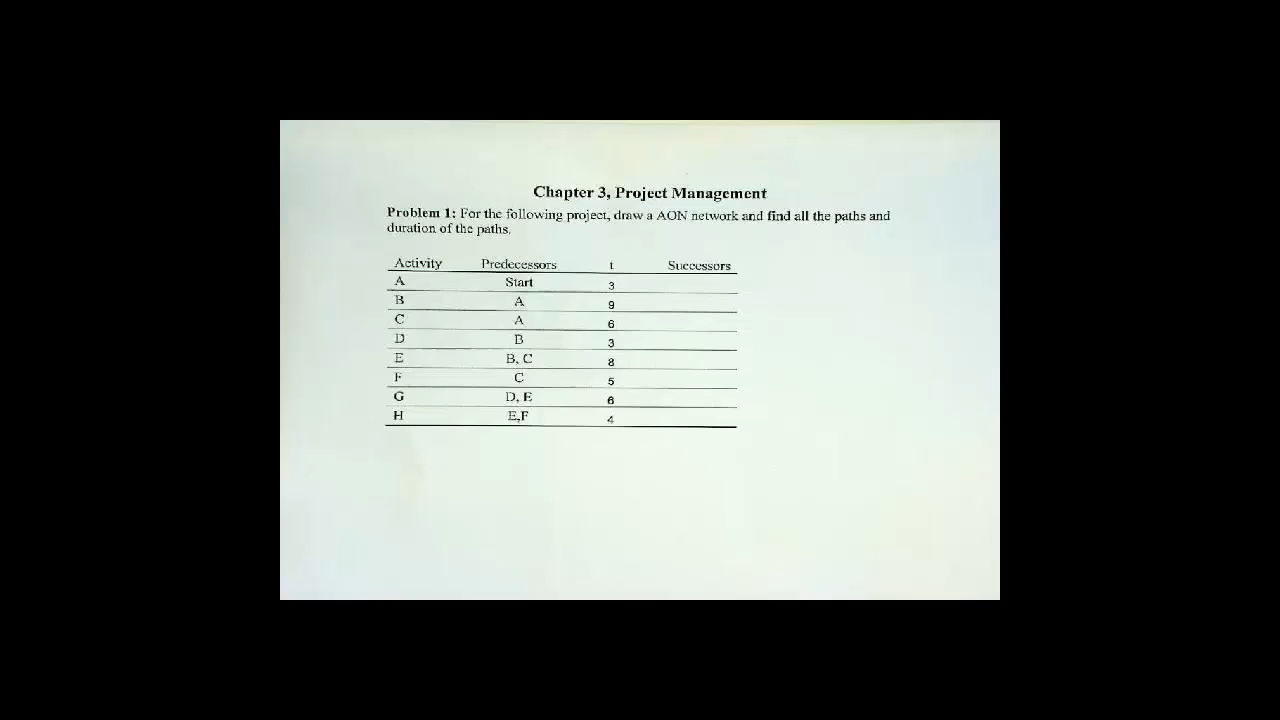 Chapter 3, Project Management
Problem 1: For the following project, draw a AON network and find all the paths and
duration of the paths.
Activity Predecessors t Successors
A Start 3
B A 9
C A 6
D B 3
E B, C 8
F C 5
G D, E 6
H E,F 4